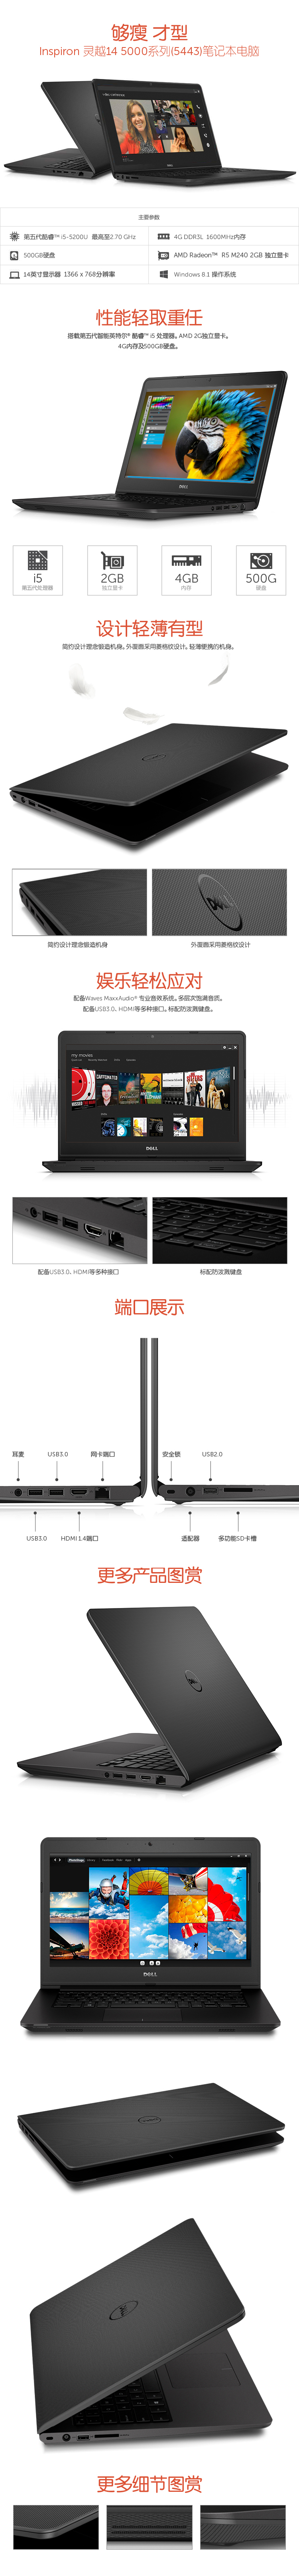 够瘦 才型
Inspiron 灵越14 5000系列(5443)笔记本电脑
主要参数
第五代酷睿™ i5-5200U 最高至2.70 GHz
4G DDR3L 1600MHz内存
500GB硬盘
AMD Radeon™ R5 M240 2GB 独立显卡
14英寸显示器 1366 x 768分辨率
Windows 8.1 操作系统
性能轻取重任
搭载第五代智能英特尔® 酷睿™ i5 处理器。AMD 2G独立显卡。
4G内存及500GB硬盘。
DELL
i5
第五代处理器
2GB
独立显卡
4GB
内存
500G
硬盘
设计轻薄有型
简约设计理念锻造机身。外覆面采用菱格纹设计。轻薄便携的机身。
简约设计理念锻造机身
外覆面采用菱格纹设计
娱乐轻松应对
配备Waves MaxxAudio® 专业音效系统。多层次饱满音质。
配备USB3.0、HDMI等多种接口。标配防泼溅键盘。
my movies
DELL
配备USB3.0、HDMI等多种接口
标配防泼溅键盘
端口展示
耳麦
USB3.0
网卡端口
安全锁
USB2.0
USB3.0
HDMI 1.4端口
适配器
多功能SD卡槽
更多产品图赏
DELL
更多细节图赏